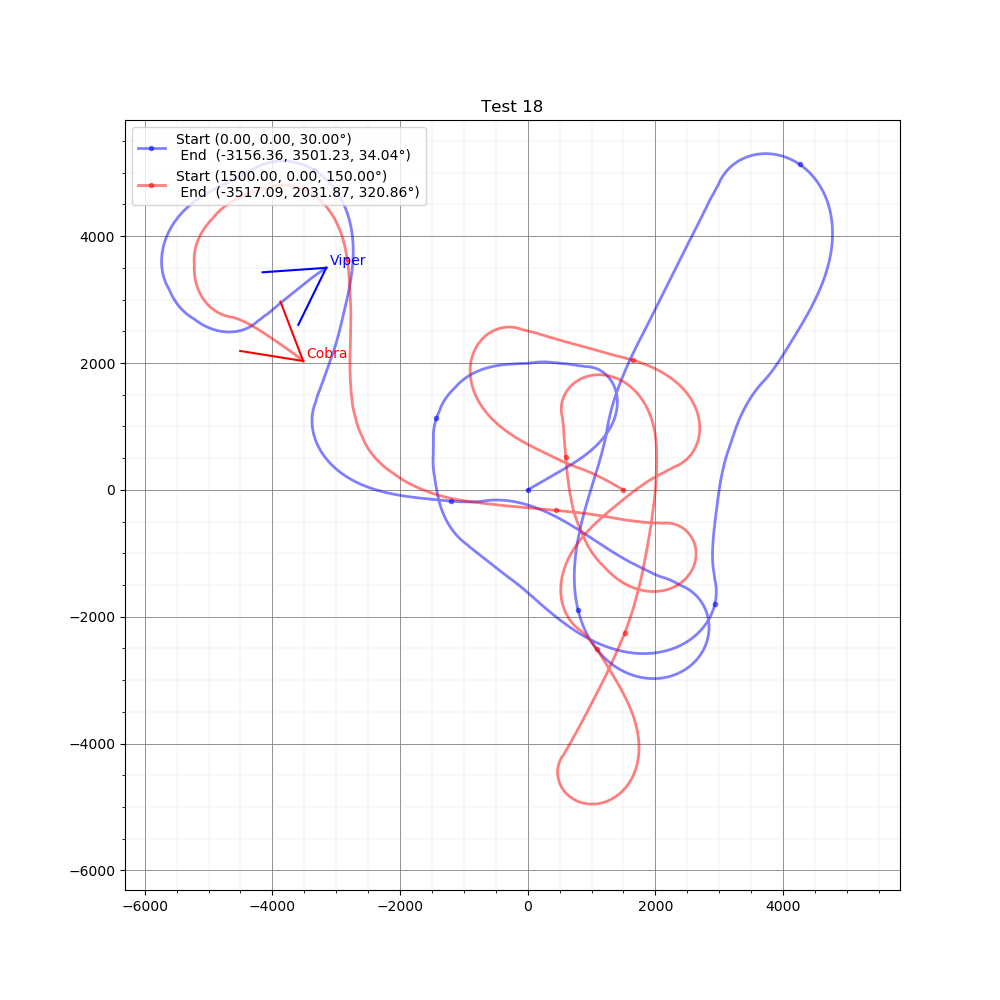 Test 18
Start (0.00, 0.00, 30.00°)
End (-3156.36, 3501.23, 34.04°)
Start (1500.00, 0.00, 150.00°)
End (-3517.09, 2031.87, 320.86°)
Viper
Cobra
4000
2000
0
−2000
−4000
−6000
−6000 −4000 −2000 0 2000 4000